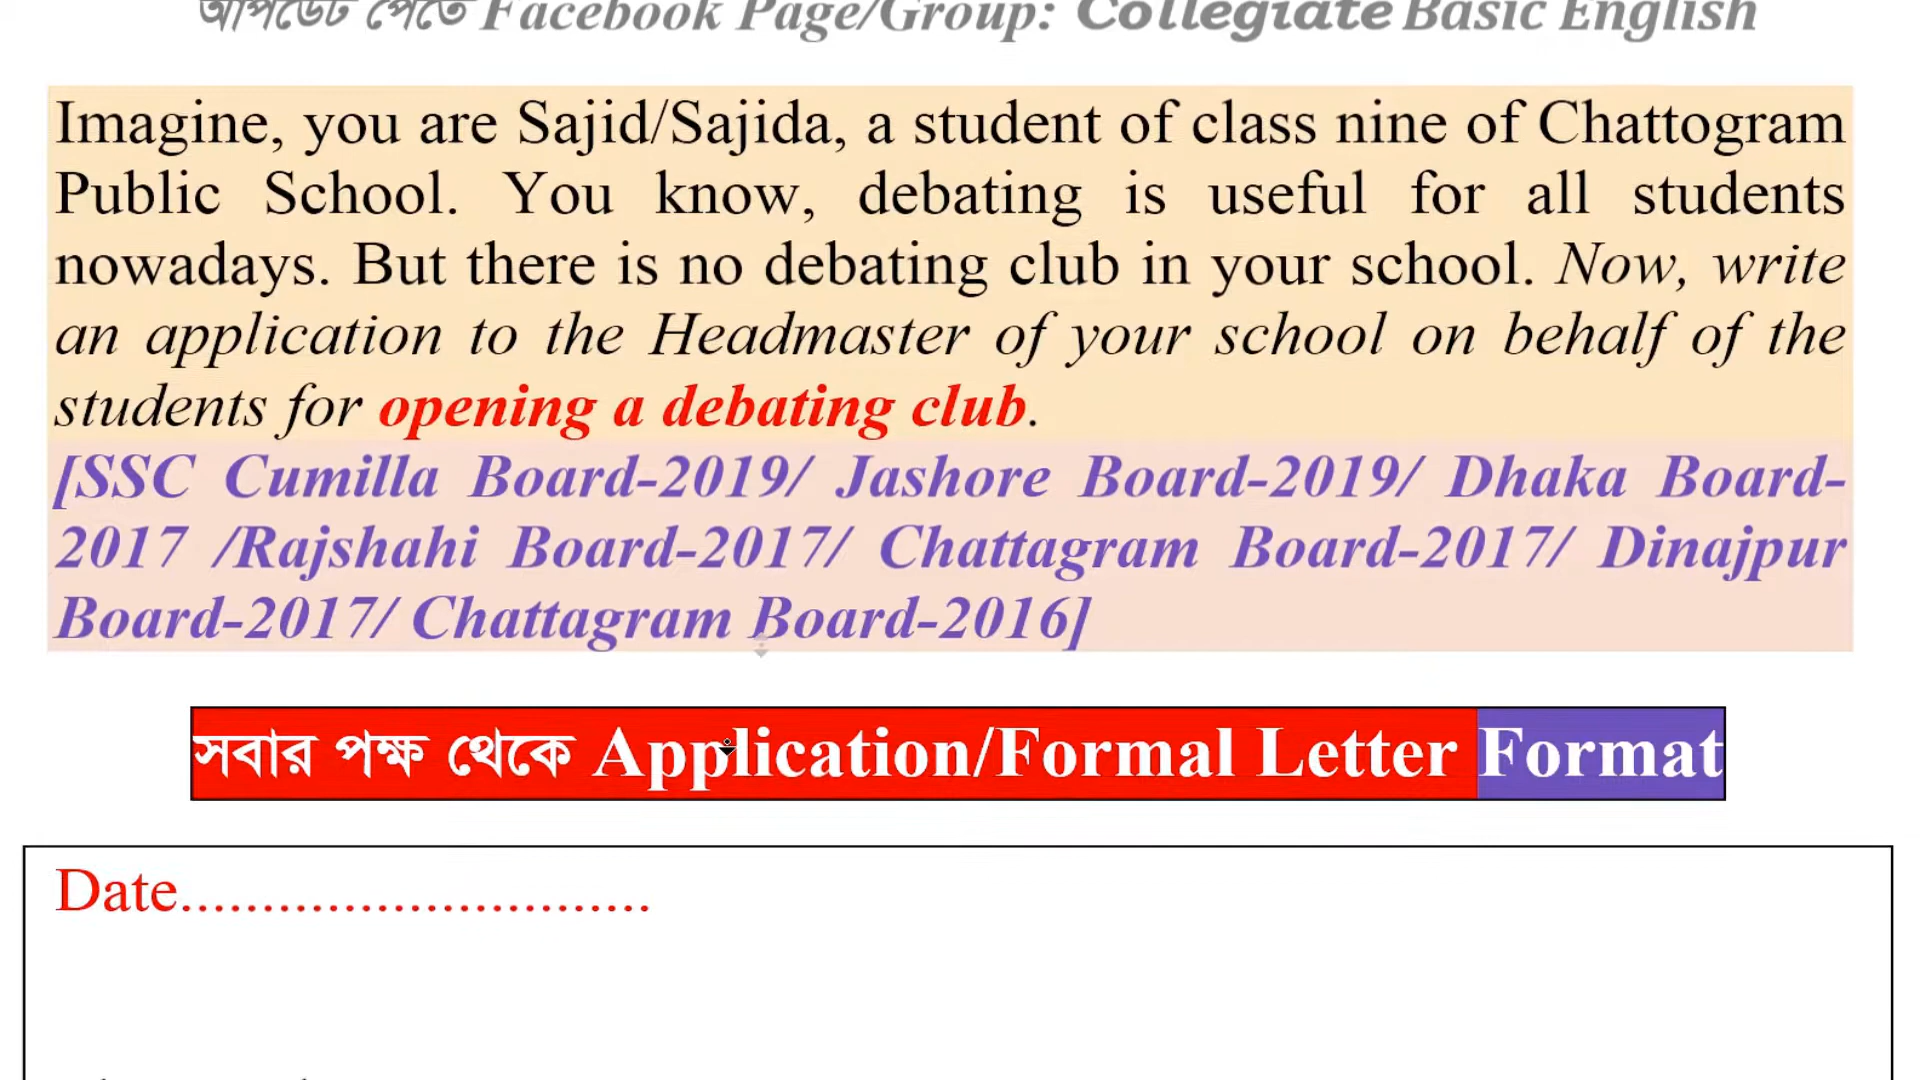 আপডেট পেতে Facebook Page/Group: Collegiate Basic English
Imagine, you are Sajid/Sajida, a student of class nine of Chattogram
Public School. You know, debating is useful for all students
nowadays. But there is no debating club in your school. Now, write
an application to the Headmaster of your school on behalf of the
students for opening a debating club.
[SSC Cumilla Board-2019/ Jashore Board-2019/ Dhaka Board-
2017 /Rajshahi Board-2017/ Chattagram Board-2017/ Dinajpur
Board-2017/ Chattagram Board-2016]
সবার পক্ষ থেকে Application/Formal Letter Format
Date.............................